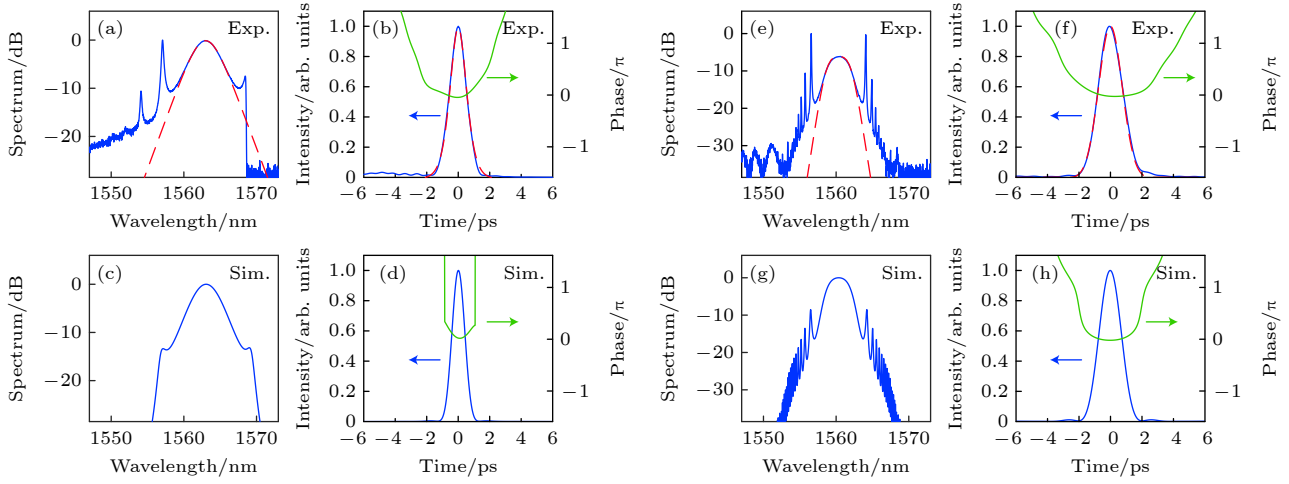 (a) Exp.
Spectrum/dB
0
−10
−20
1550 1560 1570
Wavelength/nm
(b) Exp.
Intensity/arb. units
1.0
0.8
0.6
0.4
0.2
0
−6 −4 −2 0 2 4 6
Time/ps
1
0
−1
Phase/π
(e) Exp.
Spectrum/dB
0
−10
−20
−30
1550 1560 1570
Wavelength/nm
(f) Exp.
Intensity/arb. units
1.0
0.8
0.6
0.4
0.2
0
−6 −4 −2 0 2 4 6
Time/ps
1
0
−1
Phase/π
(c) Sim.
Spectrum/dB
0
−10
−20
1550 1560 1570
Wavelength/nm
(d) Sim.
Intensity/arb. units
1.0
0.8
0.6
0.4
0.2
0
−6 −4 −2 0 2 4 6
Time/ps
1
0
−1
Phase/π
(g) Sim.
Spectrum/dB
0
−10
−20
−30
1550 1560 1570
Wavelength/nm
(h) Sim.
Intensity/arb. units
1.0
0.8
0.6
0.4
0.2
0
−6 −4 −2 0 2 4 6
Time/ps
1
0
−1
Phase/π